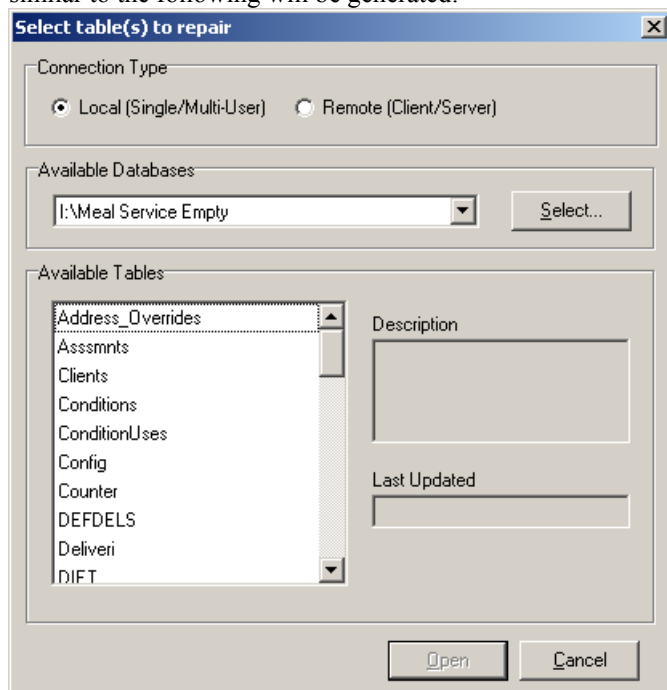 Select table(s) to repair
Connection Type
Local (Single/Multi-User) Remote (Client/Server)
Available Databases
I:\Meal Service Empty Select...
Available Tables
Address_Overrides
Asssmnts
Clients
Conditions
ConditionUses
Config
Counter
DEFDELS
Deliveri
DIET
Description
Last Updated
Open Cancel